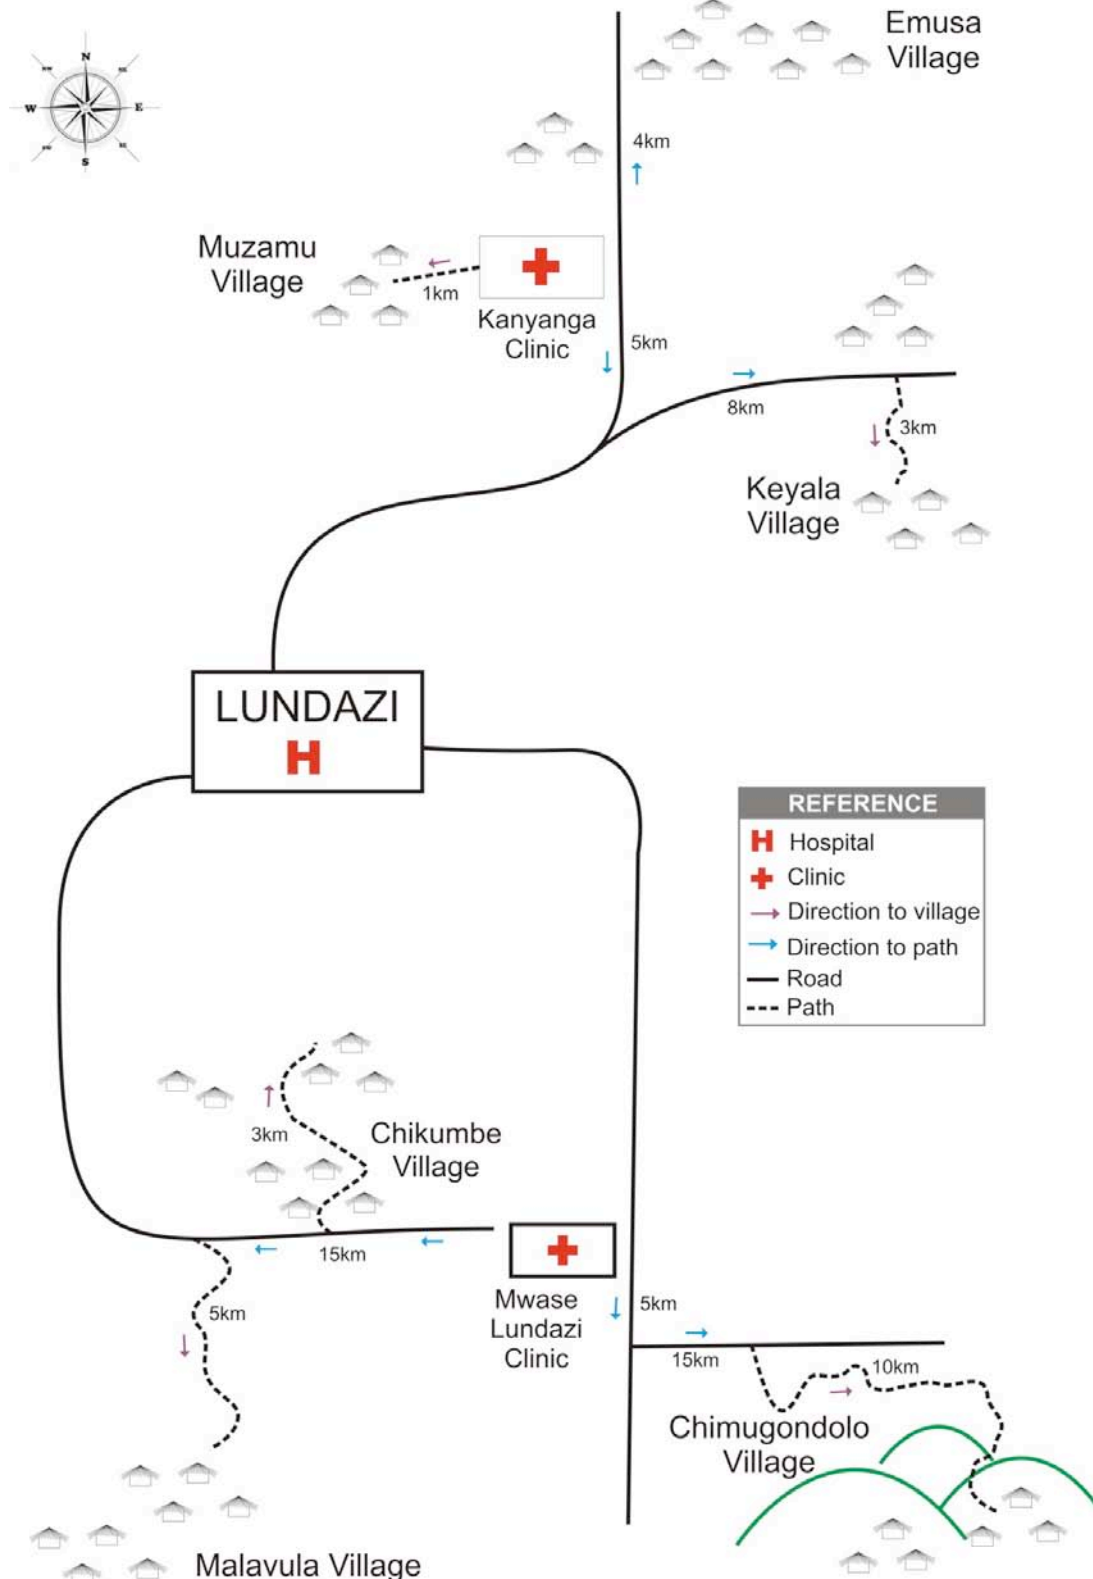 Emusa
Village
N
W
E
S
4km
Muzamu
Village
1km
Kanyanga
Clinic
5km
8km
3km
Keyala
Village
LUNDAZI
H
REFERENCE
H Hospital
Clinic
Direction to village
Direction to path
Road
Path
3km
Chikumbe
Village
15km
5km
Mwase
Lundazi
Clinic
5km
15km
10km
Chimugondolo
Village
Malavula Village